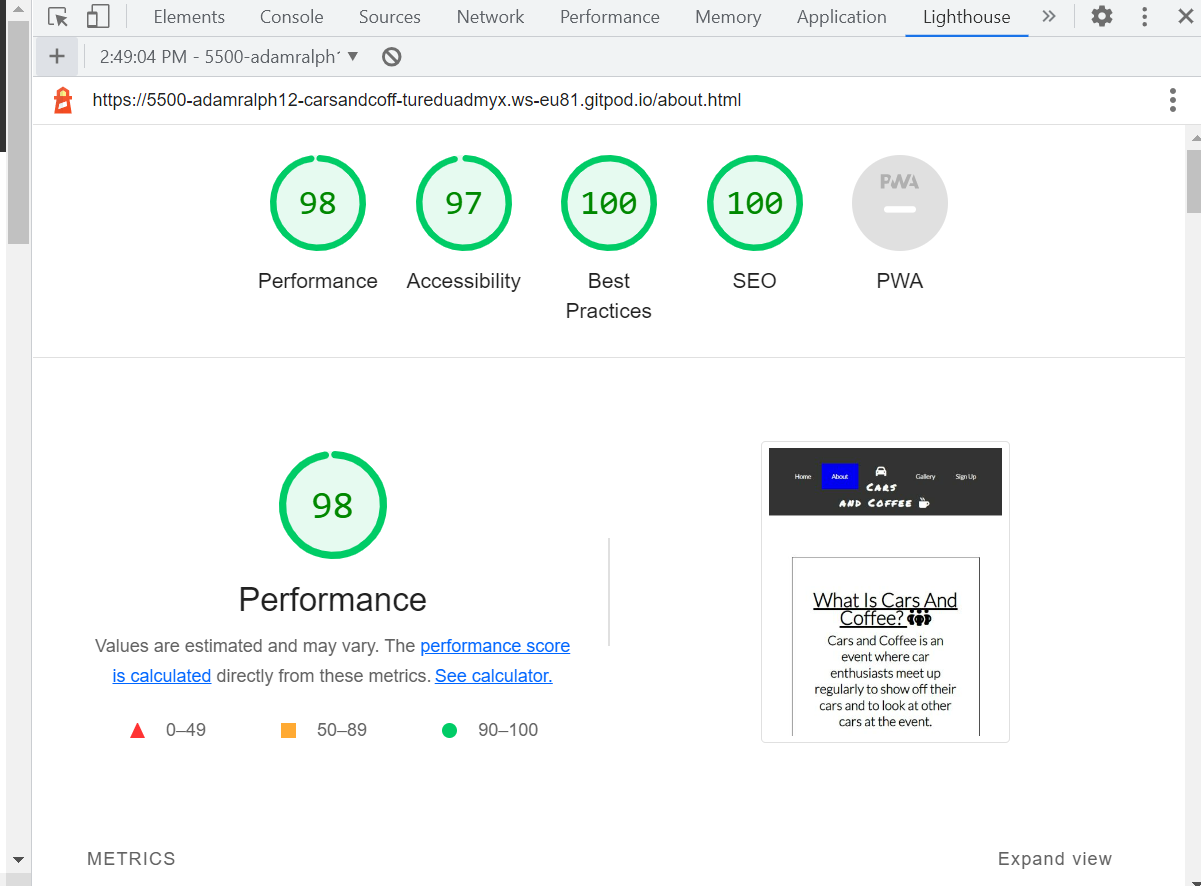 Elements Console Sources Network Performance Memory Application Lighthouse
2:49:04 PM - 5500-adamralph
https://5500-adamralph12-carsandcoff-tureduadmyx.ws-eu81.gitpod.io/about.html
98 97 100 100 PWA
Performance Accessibility Best SEO PWA
Practices
98
Performance
Values are estimated and may vary. The performance score
is calculated directly from these metrics. See calculator.
0–49 50–89 90–100
Home About Gallery Sign Up
Cars
and Coffee
What Is Cars And
Coffee?
Cars and Coffee is an
event where car
enthusiasts meet up
regularly to show off their
cars and to look at other
cars at the event.
METRICS Expand view